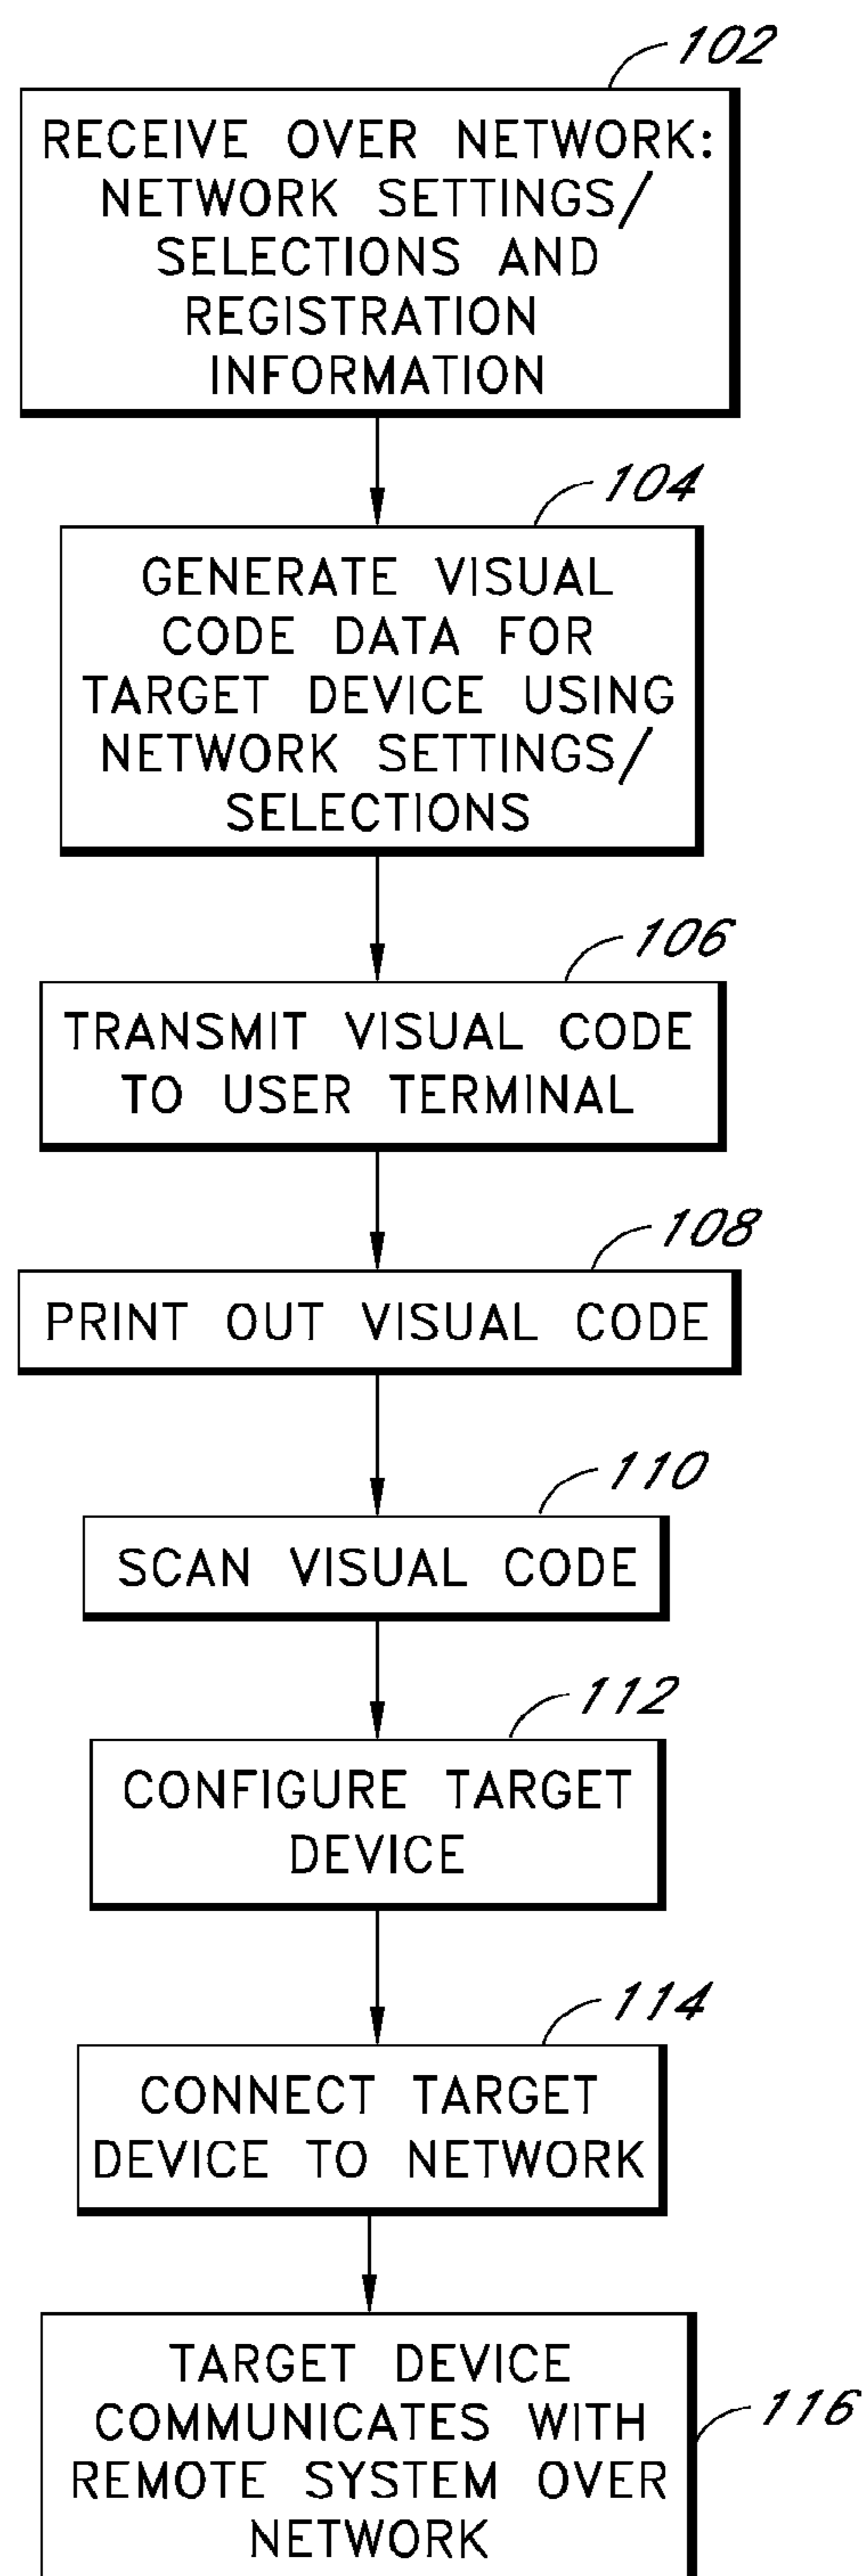 102
RECEIVE OVER NETWORK:
NETWORK SETTINGS/
SELECTIONS AND
REGISTRATION
INFORMATION
104
GENERATE VISUAL
CODE DATA FOR
TARGET DEVICE USING
NETWORK SETTINGS/
SELECTIONS
106
TRANSMIT VISUAL CODE
TO USER TERMINAL
108
PRINT OUT VISUAL CODE
110
SCAN VISUAL CODE
112
CONFIGURE TARGET
DEVICE
114
CONNECT TARGET
DEVICE TO NETWORK
TARGET DEVICE
COMMUNICATES WITH
116
REMOTE SYSTEM OVER
NETWORK